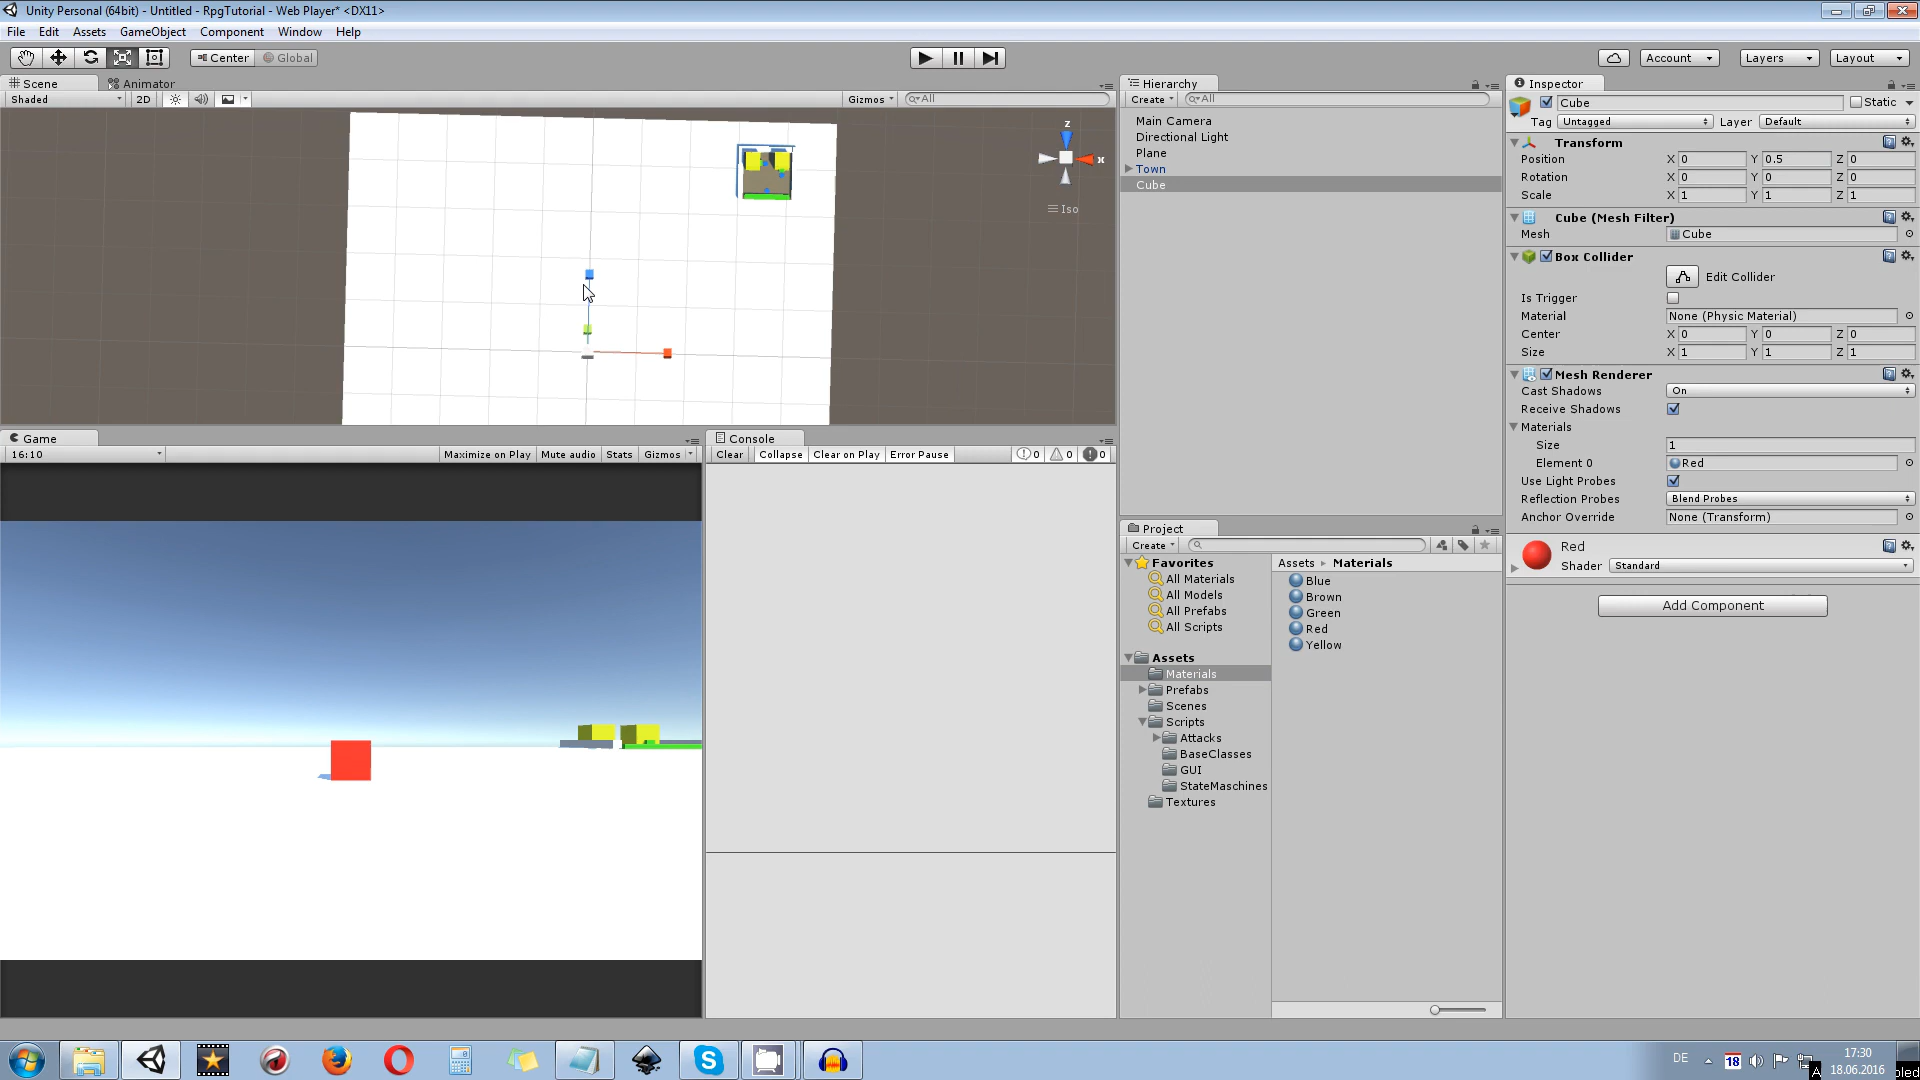 Unity Personal (64bit) - Untitled - RpgTutorial - Web Player* <DX11>
File Edit Assets GameObject Component Window Help
Center Global Account Layers Layout
Scene Animator
Shaded 2D Gizmos All
z
x
Iso
Game
16:10 Maximize on Play Mute audio Stats Gizmos
Console
Clear Collapse Clear on Play Error Pause 0 0 0
Hierarchy
Create All
Main Camera
Directional Light
Plane
Town
Cube
Project
Create
Favorites
All Materials
All Models
All Prefabs
All Scripts
Assets
Materials
Prefabs
Scenes
Scripts
Attacks
BaseClasses
GUI
StateMaschines
Textures
Assets Materials
Blue
Brown
Green
Red
Yellow
Inspector
Cube Static
Tag Untagged Layer Default
Transform
Position X 0 Y 0.5 Z 0
Rotation X 0 Y 0 Z 0
Scale X 1 Y 1 Z 1
Cube (Mesh Filter)
Mesh Cube
Box Collider
Edit Collider
Is Trigger
Material None (Physic Material)
Center X 0 Y 0 Z 0
Size X 1 Y 1 Z 1
Mesh Renderer
Cast Shadows On
Receive Shadows
Materials
Size 1
Element 0 Red
Use Light Probes
Reflection Probes Blend Probes
Anchor Override None (Transform)
Red
Shader Standard
Add Component
DE 18 17:30
18.06.2016